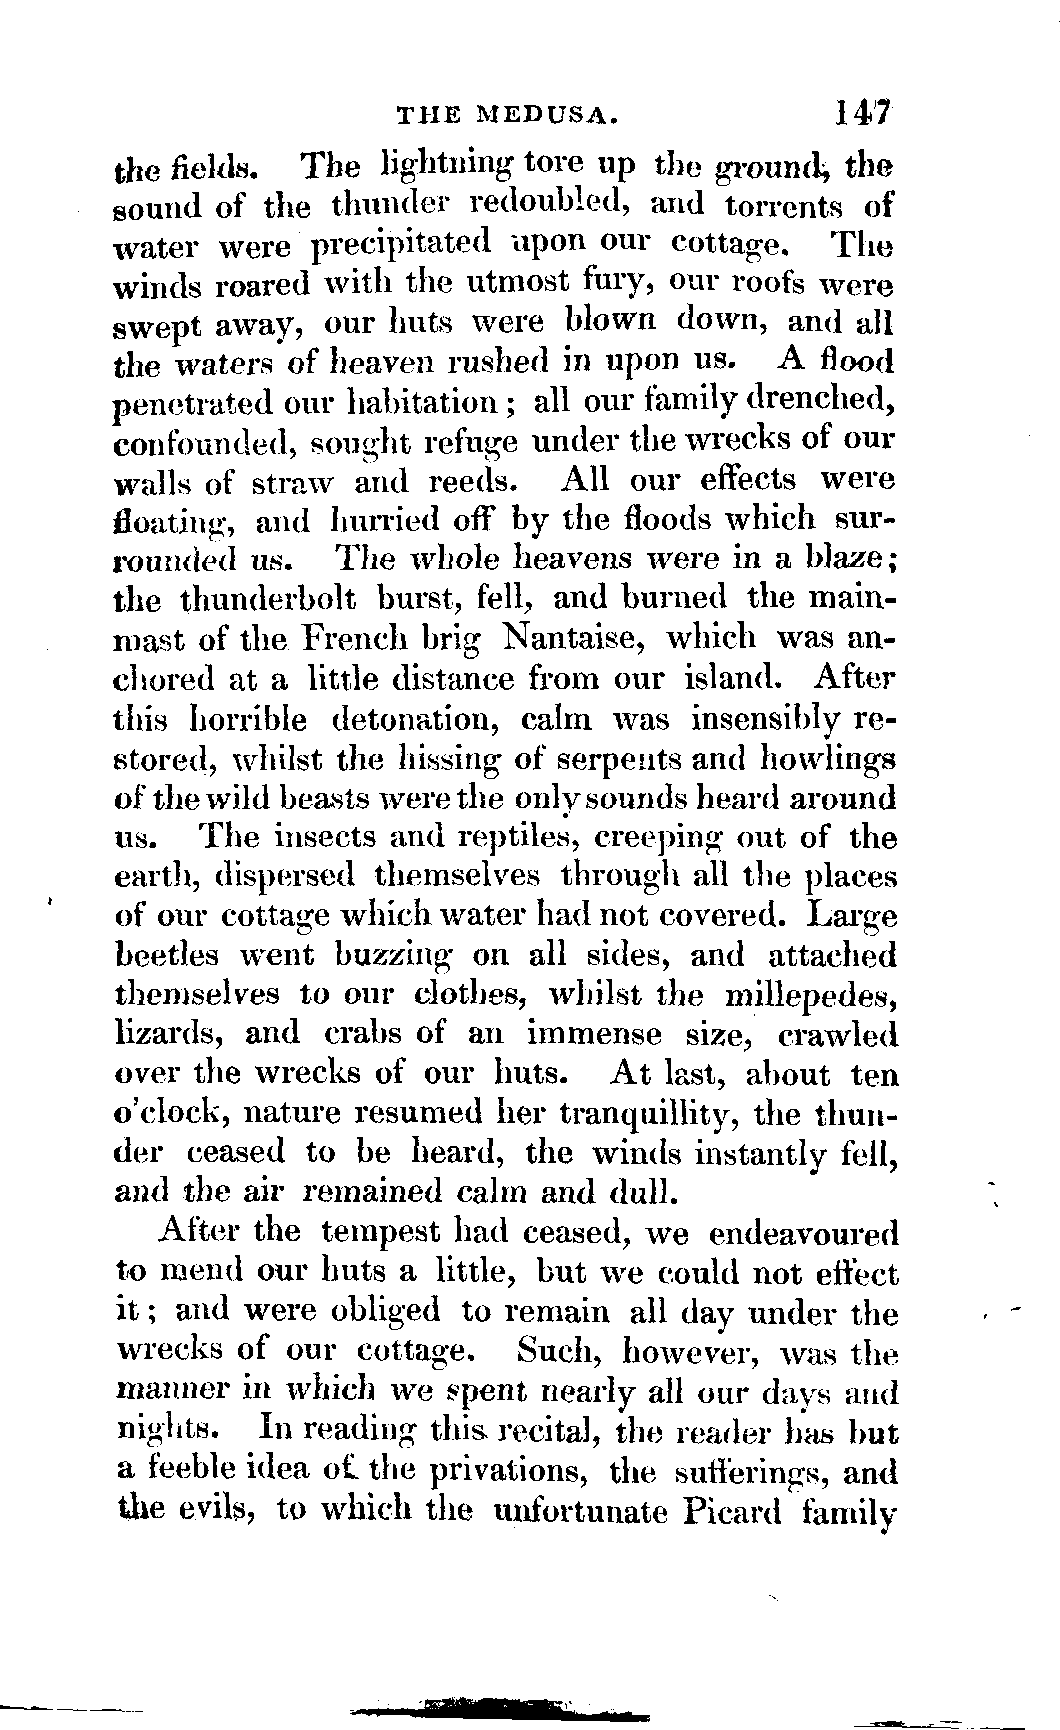 THE MEDUSA. 147
the fields. The lightning tore up the ground, the
sound of the thunder redoubled, and torrents of
water were precipitated upon our cottage. The
winds roared with the utmost fury, our roofs were
swept away, our huts were blown down, and all
the waters of heaven rushed in upon us. A flood
penetrated our habitation; all our family drenched,
confounded, sought refuge under the wrecks of our
walls of straw and reeds. All our effects were
floating, and hurried off by the floods which sur-
rounded us. The whole heavens were in a blaze;
the thunderbolt burst, fell, and burned the main-
mast of the French brig Nantaise, which was an-
chored at a little distance from our island. After
this horrible detonation, calm was insensibly re-
stored, whilst the hissing of serpents and howlings
of the wild beasts were the only sounds heard around
us. The insects and reptiles, creeping out of the
earth, dispersed themselves through all the places
of our cottage which water had not covered. Large
beetles went buzzing on all sides, and attached
themselves to our clothes, whilst the millepedes,
lizards, and crabs of an immense size, crawled
over the wrecks of our huts. At last, about ten
o'clock, nature resumed her tranquillity, the thun-
der ceased to be heard, the winds instantly fell,
and the air remained calm and dull.
After the tempest had ceased, we endeavoured
to mend our huts a little, but we could not effect
it; and were obliged to remain all day under the
wrecks of our cottage. Such, however, was the
manner in which we spent nearly all our days and
nights. In reading this recital, the reader has but
a feeble idea of the privations, the sufferings, and
the evils, to which the unfortunate Picard family